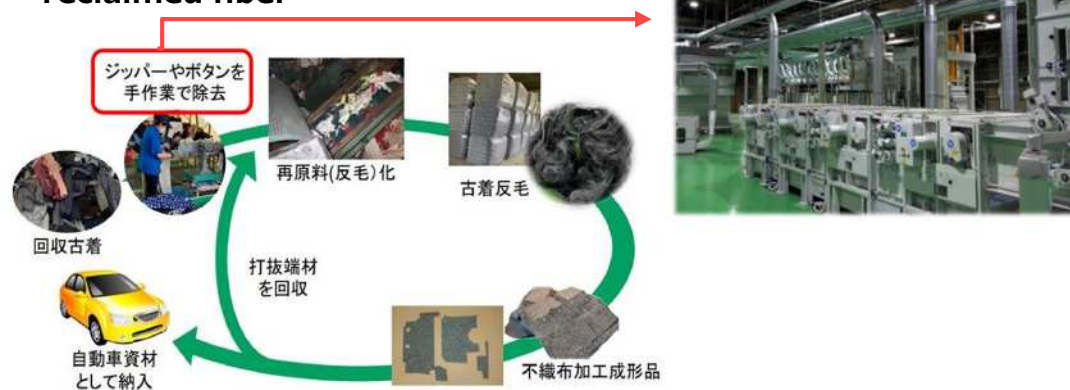 reclaimed fiber
ジッパーやボタンを
手作業で除去
再原料(反毛)化
古着反毛
回収古着
打抜端材
を回収
自動車資材
として納入
不織布加工成形品